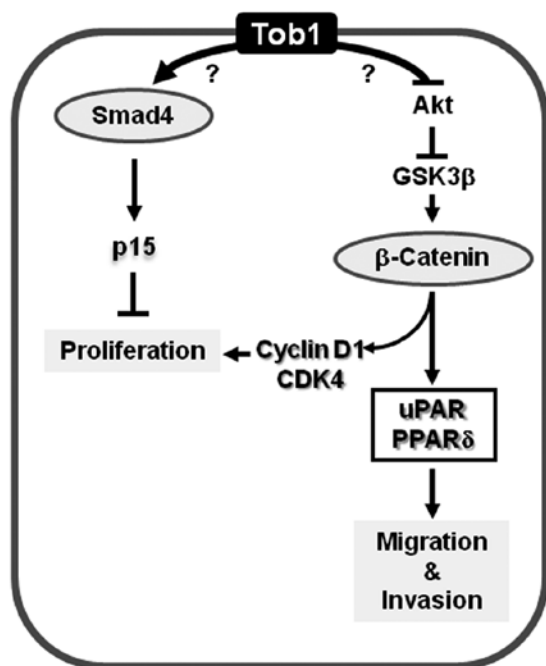 Tob1
? ?
Smad4
Akt
GSK3β
p15
β-Catenin
Proliferation
Cyclin D1
CDK4
uPAR
PPARδ
Migration
&
Invasion